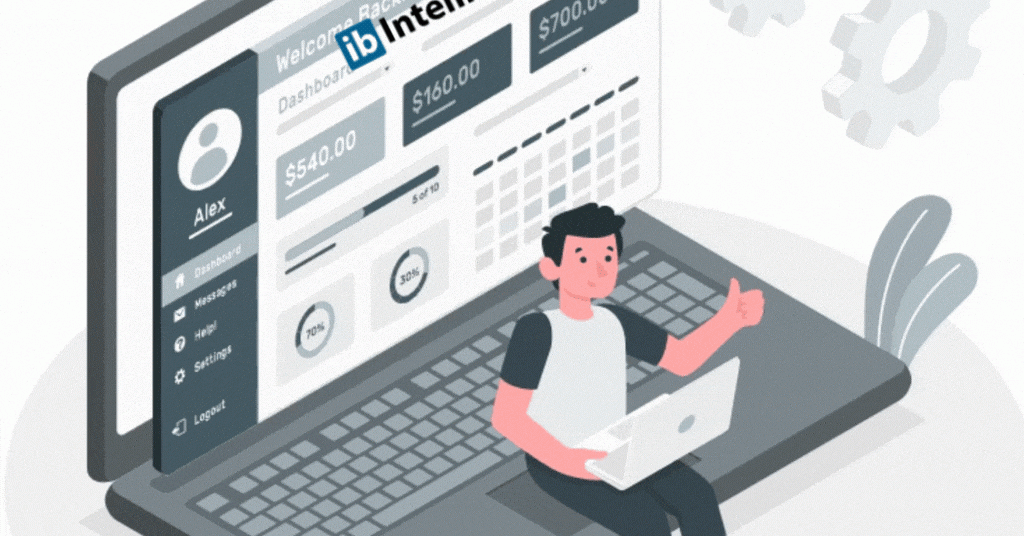 Welcome Back
ib Intelli
Dashboard
$540.00
$160.00
$700.00
5 of 10
70%
30%
Alex
Dashboard
Messages
Help!
Settings
Logout